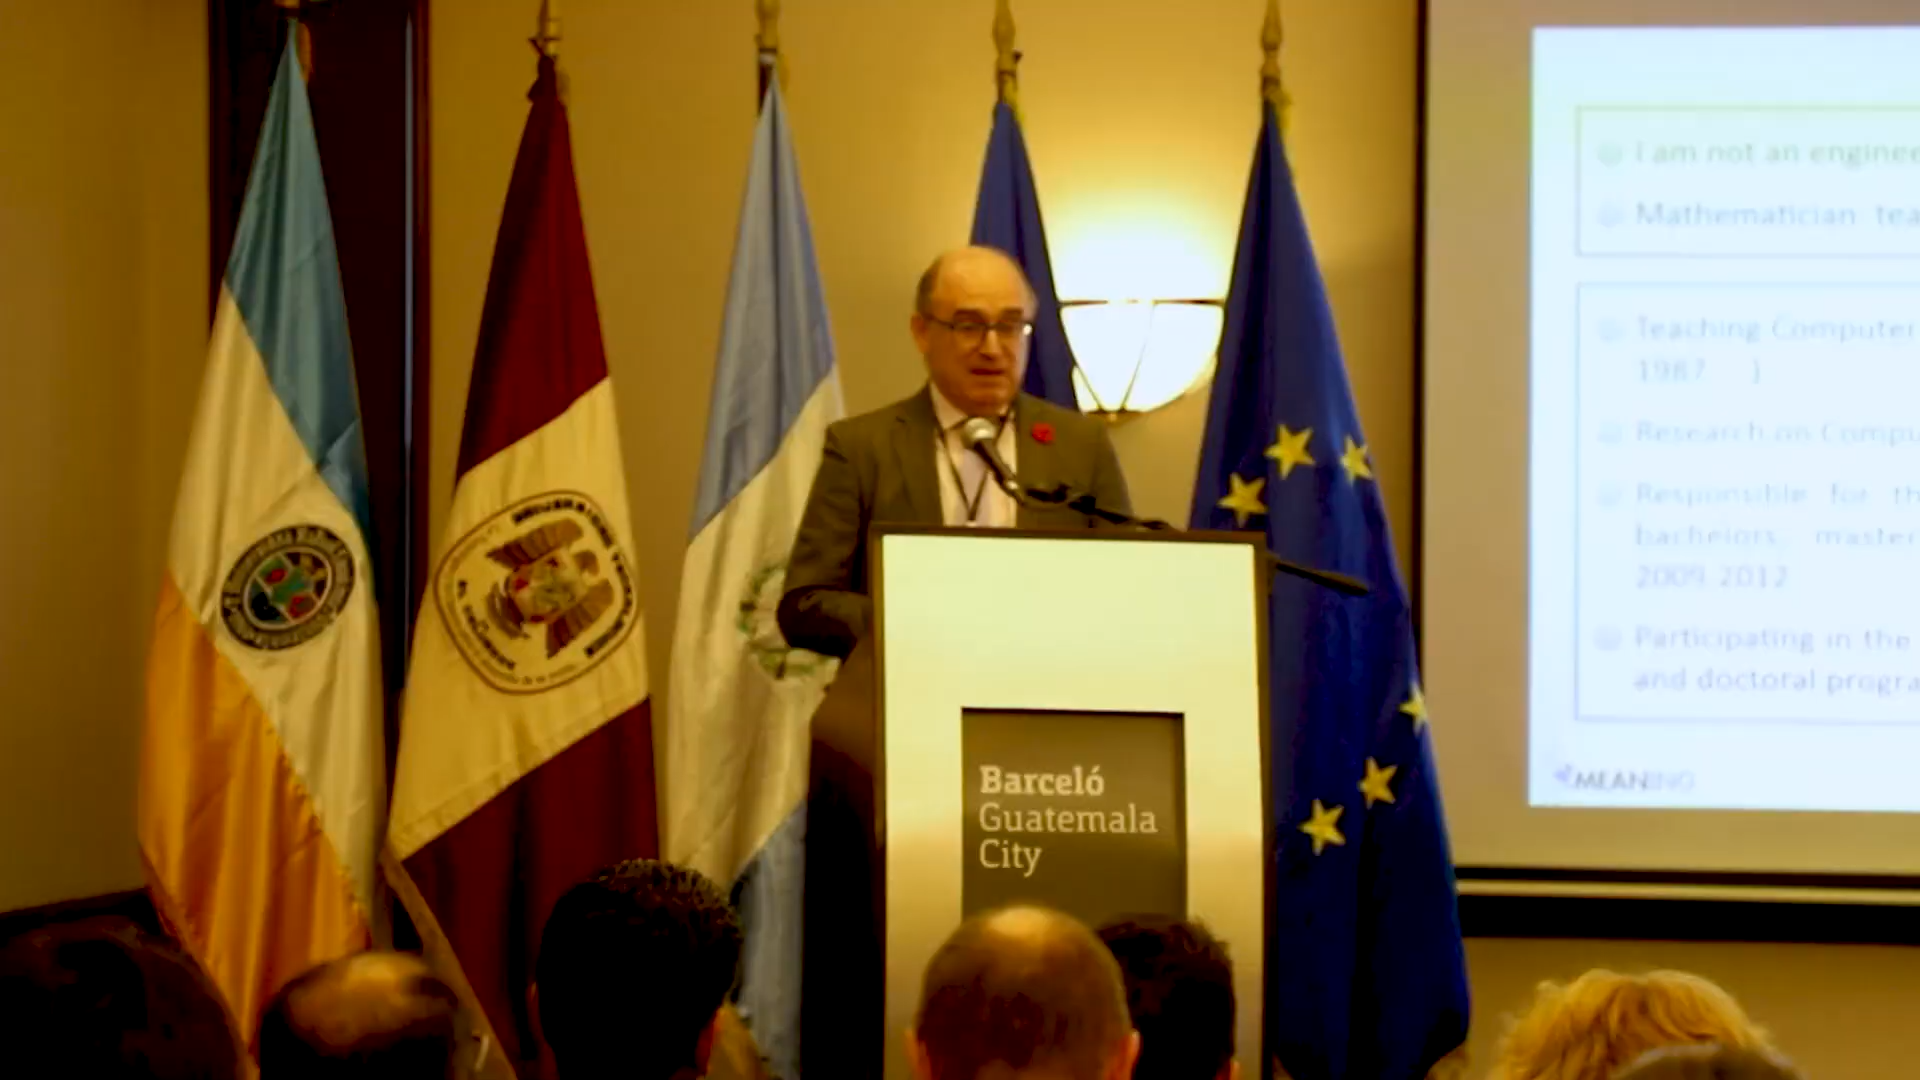 I am not an enginee
Mathematician tea
Teaching Computer
1987 )
Research on Compu
Responsible for th
bachelors, master
2009, 2012
Participating in the
and doctoral progra
MEANING
Barceló
Guatemala
City